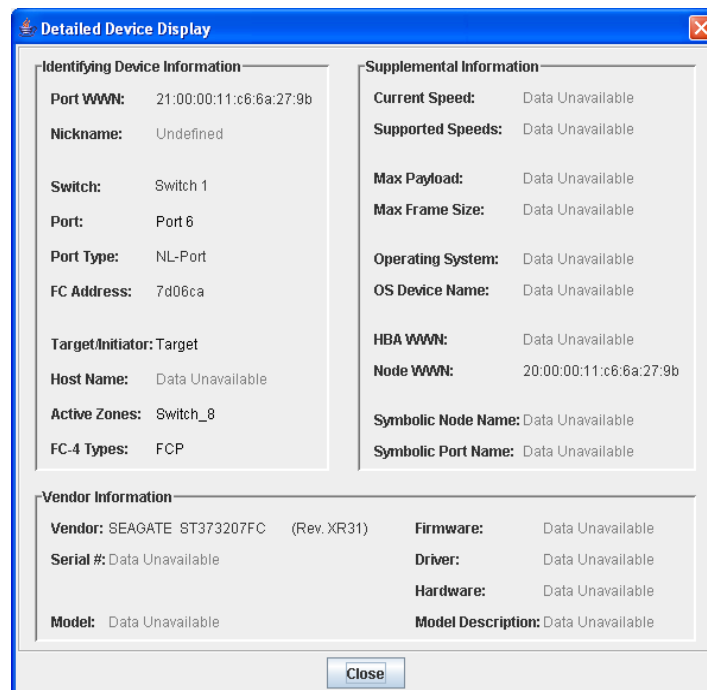 Detailed Device Display
Identifying Device Information
Port WWN: 21:00:00:11:c6:6a:27:9b
Nickname: Undefined
Switch: Switch 1
Port: Port 6
Port Type: NL-Port
FC Address: 7d06ca
Target/Initiator: Target
Host Name: Data Unavailable
Active Zones: Switch_8
FC-4 Types: FCP
Supplemental Information
Current Speed: Data Unavailable
Supported Speeds: Data Unavailable
Max Payload: Data Unavailable
Max Frame Size: Data Unavailable
Operating System: Data Unavailable
OS Device Name: Data Unavailable
HBA WWN: Data Unavailable
Node WWN: 20:00:00:11:c6:6a:27:9b
Symbolic Node Name: Data Unavailable
Symbolic Port Name: Data Unavailable
Vendor Information
Vendor: SEAGATE ST373207FC (Rev. XR31)
Serial #: Data Unavailable
Model: Data Unavailable
Firmware: Data Unavailable
Driver: Data Unavailable
Hardware: Data Unavailable
Model Description: Data Unavailable
Close